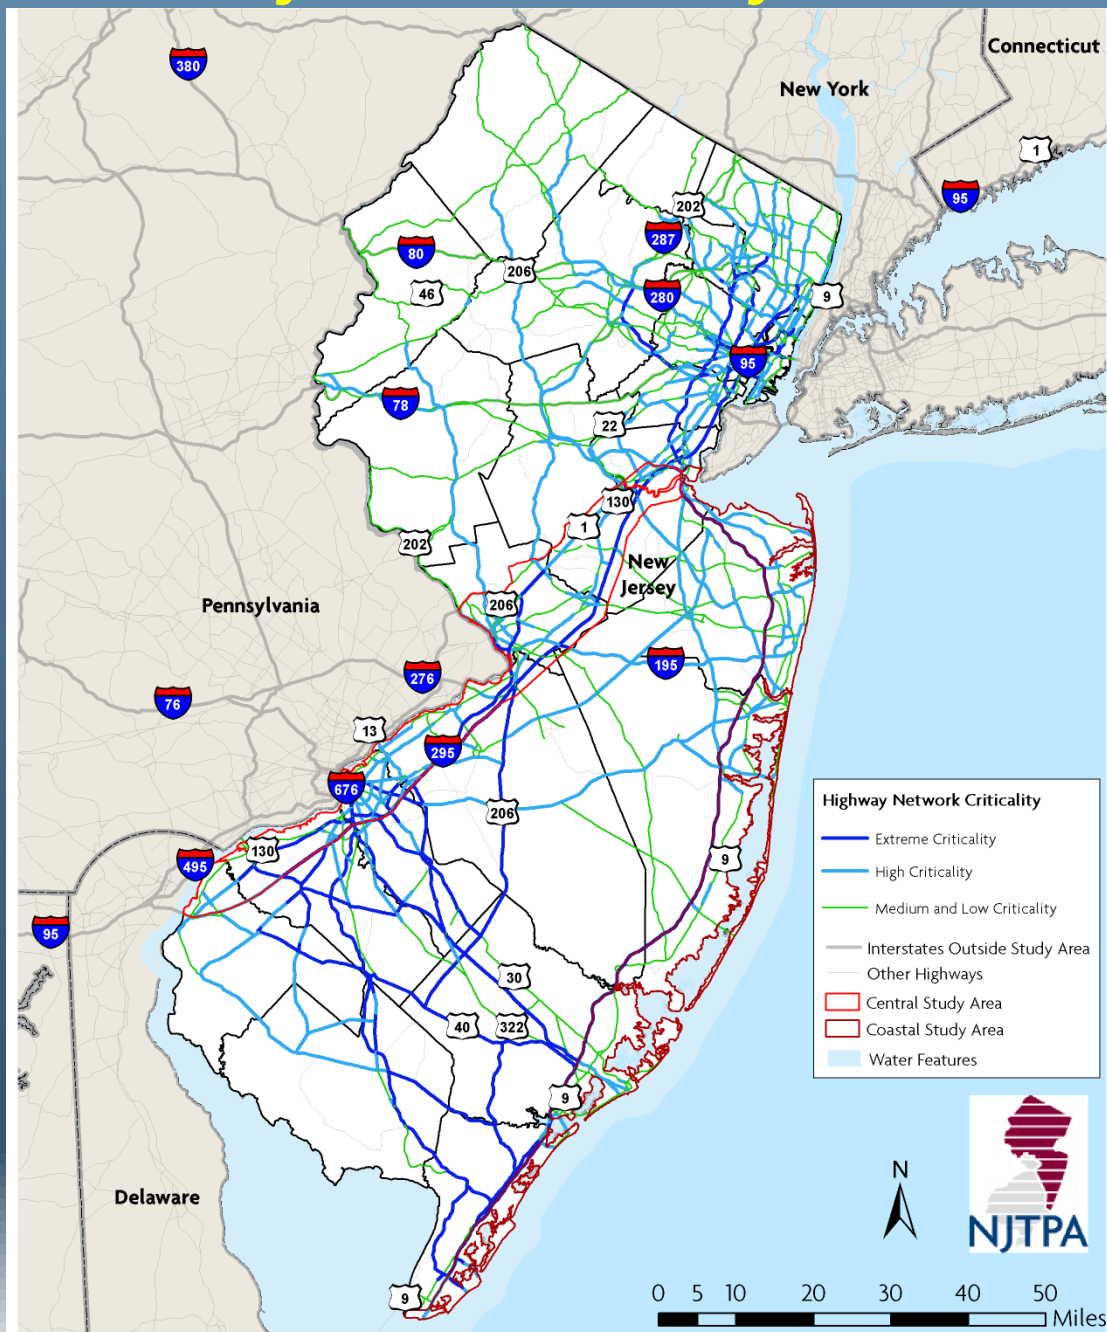 Connecticut
New York
380
1
95
202
287
80
206
46
280
9
95
78
22
130
1
202
New
Jersey
206
Pennsylvania
195
276
76
13
295
676
206
9
130
495
95
30
40
322
9
Delaware
9
Highway Network Criticality
Extreme Criticality
High Criticality
Medium and Low Criticality
Interstates Outside Study Area
Other Highways
Central Study Area
Coastal Study Area
Water Features
N
NJTPA
0 5 10 20 30 40 50
Miles